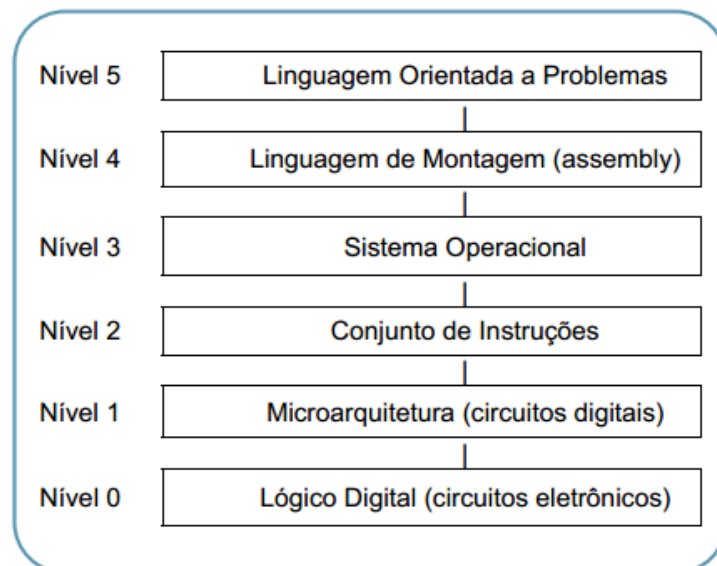 Nível 5 Linguagem Orientada a Problemas
Nível 4 Linguagem de Montagem (assembly)
Nível 3 Sistema Operacional
Nível 2 Conjunto de Instruções
Nível 1 Microarquitetura (circuitos digitais)
Nível 0 Lógico Digital (circuitos eletrônicos)